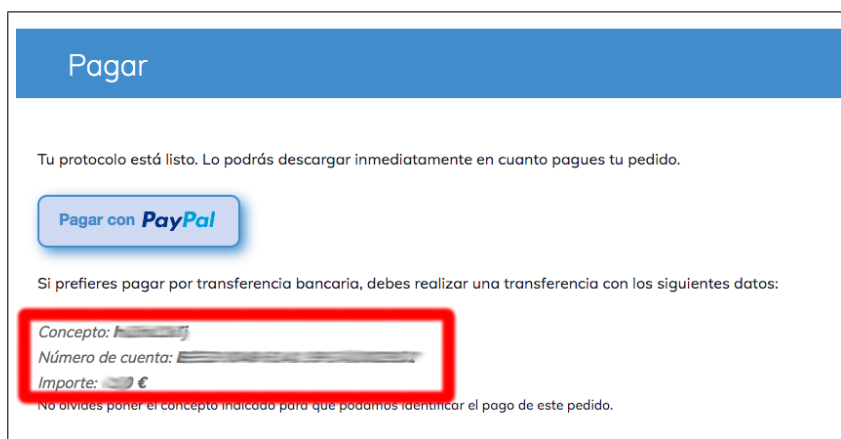 Pagar
Tu protocolo está listo. Lo podrás descargar inmediatamente en cuanto pagues tu pedido.
Pagar con PayPal
Si prefieres pagar por transferencia bancaria, debes realizar una transferencia con los siguientes datos:
Concepto:
Número de cuenta:
Importe: €
No olvides poner el concepto indicado para que podamos identificar el pago de este pedido.